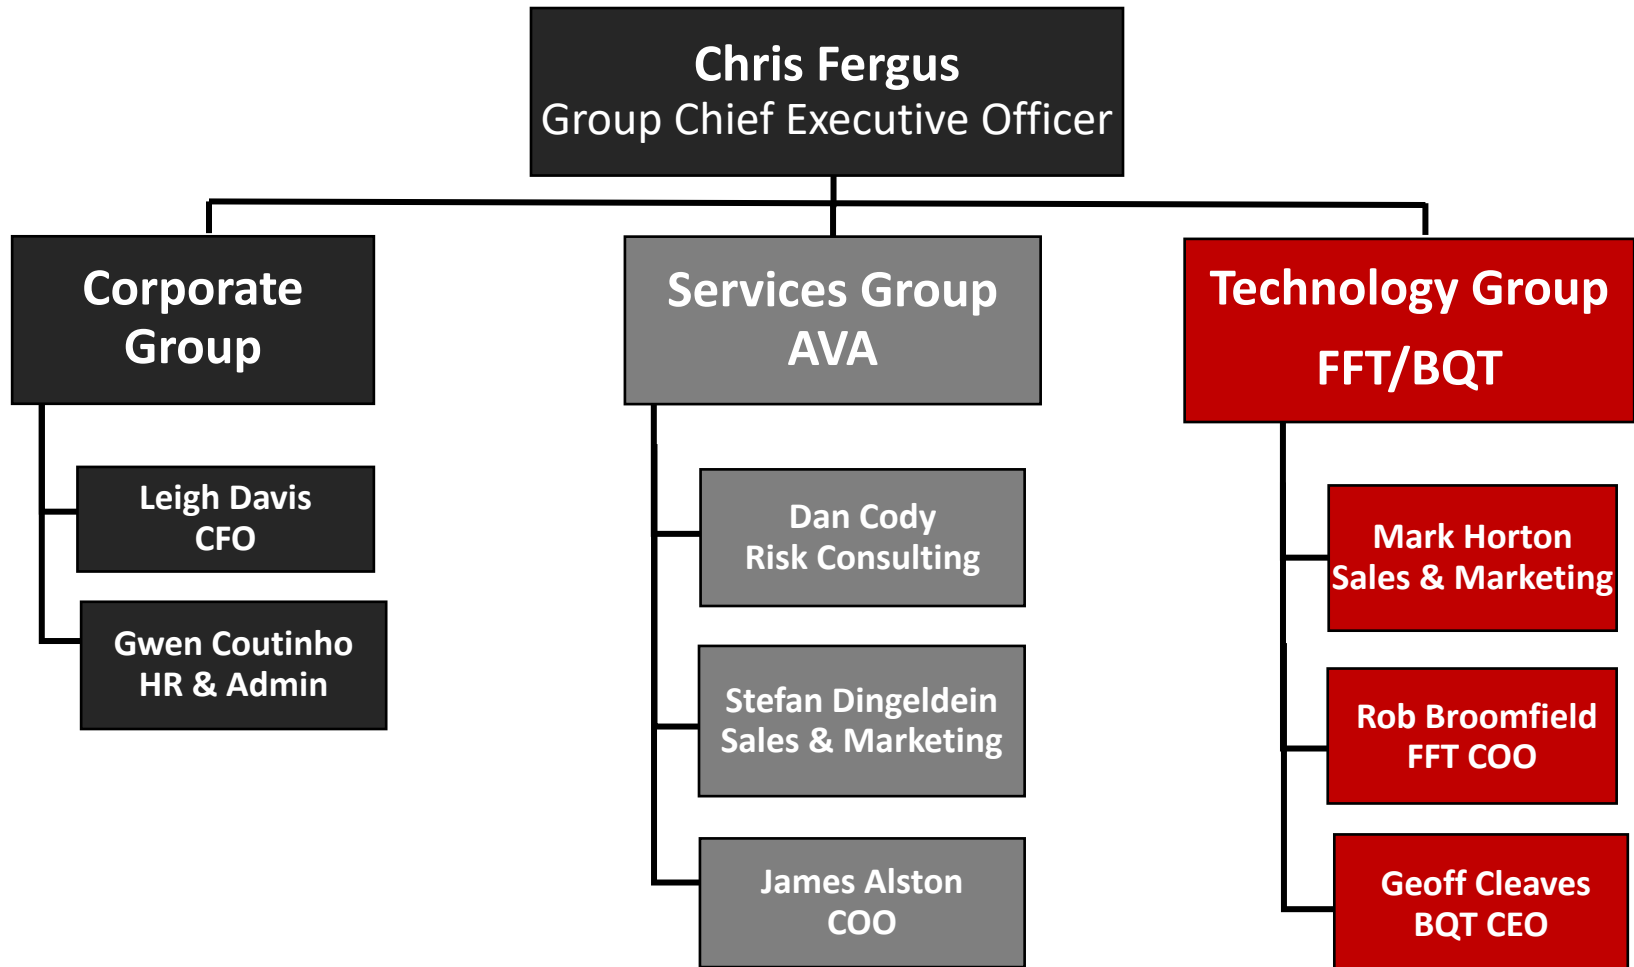 Chris Fergus
Group Chief Executive Officer
Corporate
Group
Leigh Davis
CFO
Gwen Coutinho
HR & Admin
Services Group
AVA
Dan Cody
Risk Consulting
Stefan Dingeldein
Sales & Marketing
James Alston
COO
Technology Group
FFT/BQT
Mark Horton
Sales & Marketing
Rob Broomfield
FFT COO
Geoff Cleaves
BQT CEO